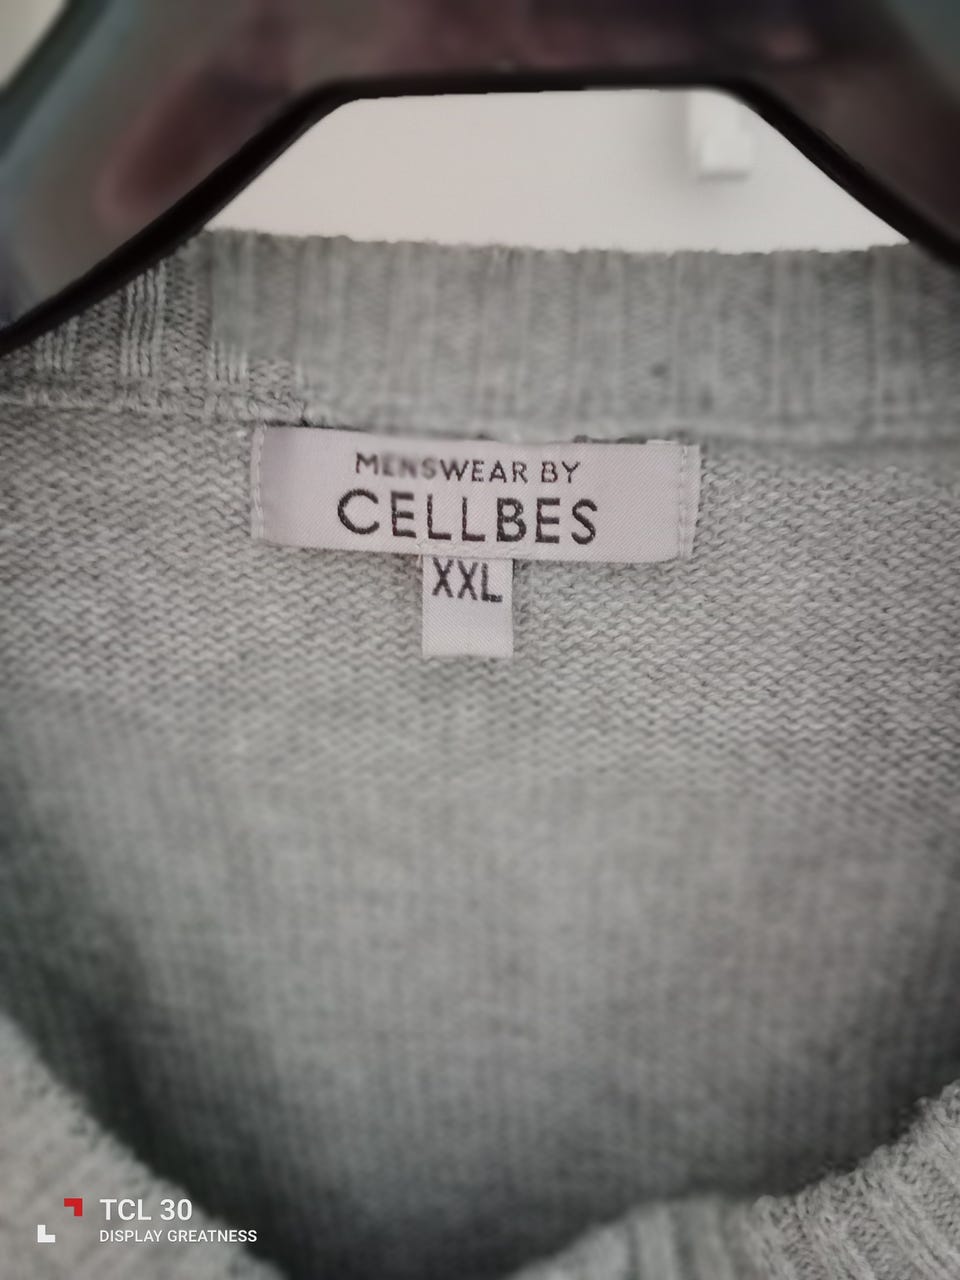 MENSWEAR BY
CELLBES
XXL
TCL 30
DISPLAY GREATNESS